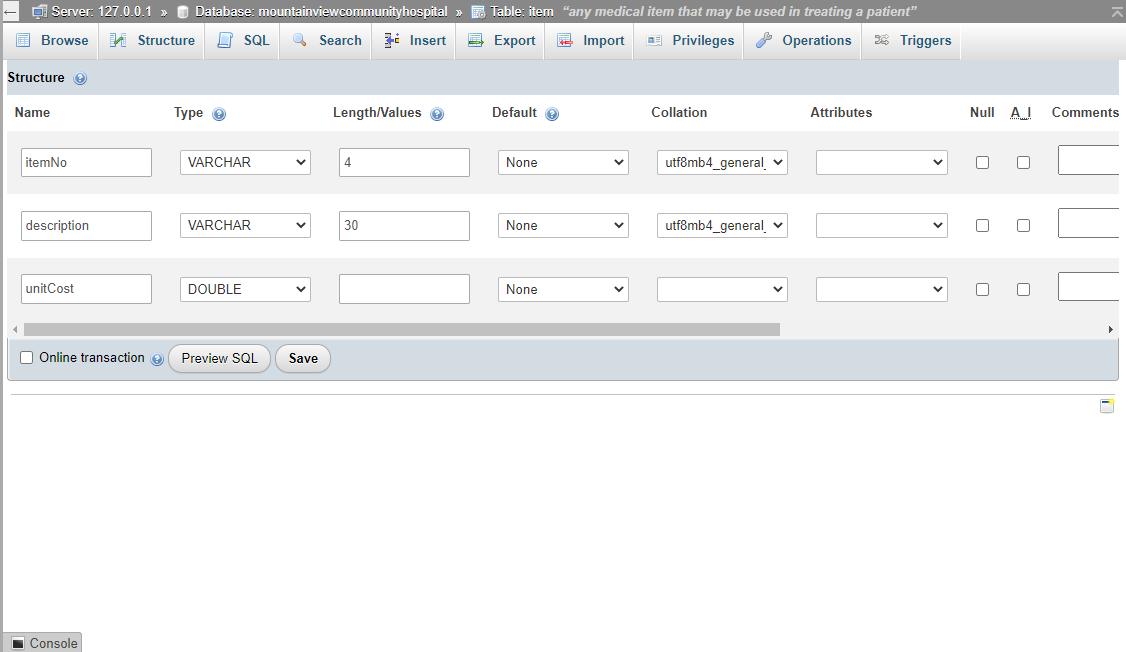 Server: 127.0.0.1 » Database: mountainviewcommunityhospital » Table: item "any medical item that may be used in treating a patient"
Browse Structure SQL Search Insert Export Import Privileges Operations Triggers
Structure
Name Type Length/Values Default Collation Attributes Null A_I Comments
itemNo VARCHAR 4 None utf8mb4_general_
description VARCHAR 30 None utf8mb4_general_
unitCost DOUBLE None
Online transaction Preview SQL Save
Console